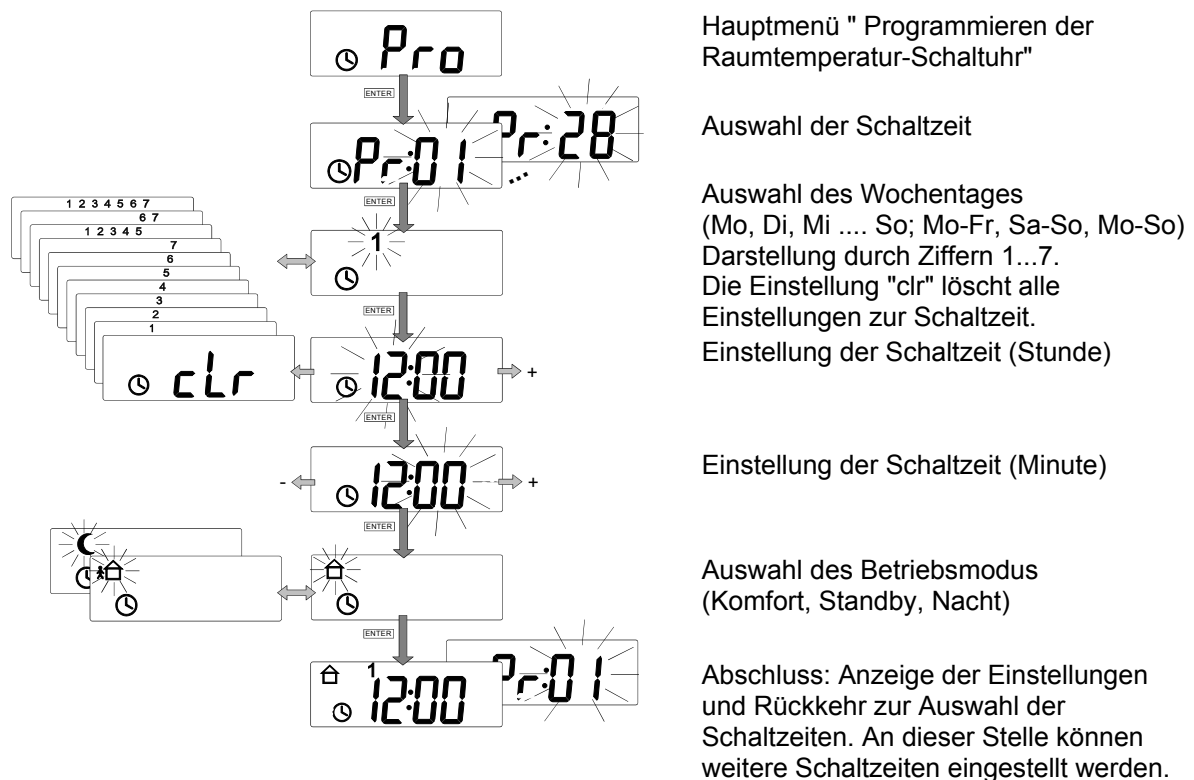 Pro
Hauptmenü " Programmieren der
Raumtemperatur-Schaltuhr"
ENTER
Pr:01
Pr:28
...
Auswahl der Schaltzeit
ENTER
Auswahl des Wochentages
(Mo, Di, Mi .... So; Mo-Fr, Sa-So, Mo-So)
Darstellung durch Ziffern 1...7.
Die Einstellung "clr" löscht alle
Einstellungen zur Schaltzeit.
1 2 3 4 5 6 7
6 7
1 2 3 4 5
7
6
5
4
3
2
1
cLr
1
ENTER
12:00
+
Einstellung der Schaltzeit (Stunde)
ENTER
-
12:00
+
Einstellung der Schaltzeit (Minute)
ENTER
Auswahl des Betriebsmodus
(Komfort, Standby, Nacht)
ENTER
1
12:00
Pr:01
Abschluss: Anzeige der Einstellungen
und Rückkehr zur Auswahl der
Schaltzeiten. An dieser Stelle können
weitere Schaltzeiten eingestellt werden.